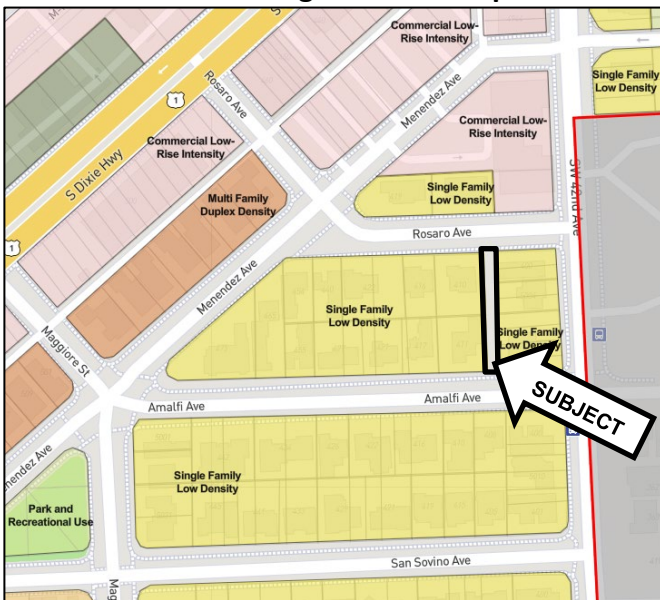 Commercial Low-
Rise Intensity
Single Family
Low Density
1
Rosaro Ave
Menendez Ave
Commercial Low-
Rise Intensity
Commercial Low-
Rise Intensity
S Dixie Hwy
SW 42nd Ave
Multi Family
Duplex Density
Single Family
Low Density
Rosaro Ave
1
Menendez Ave
Single Family
Low Density
Single Family
Low Density
Maggiore St
SUBJECT
Amalfi Ave
Amalfi Ave
Single Family
Low Density
Park and
Recreational Use
San Sovino Ave